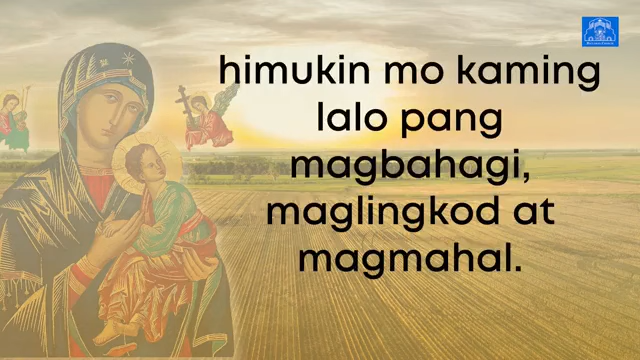 himukin mo kaming
lalo pang
magbahagi,
maglingkod at
magmahal.